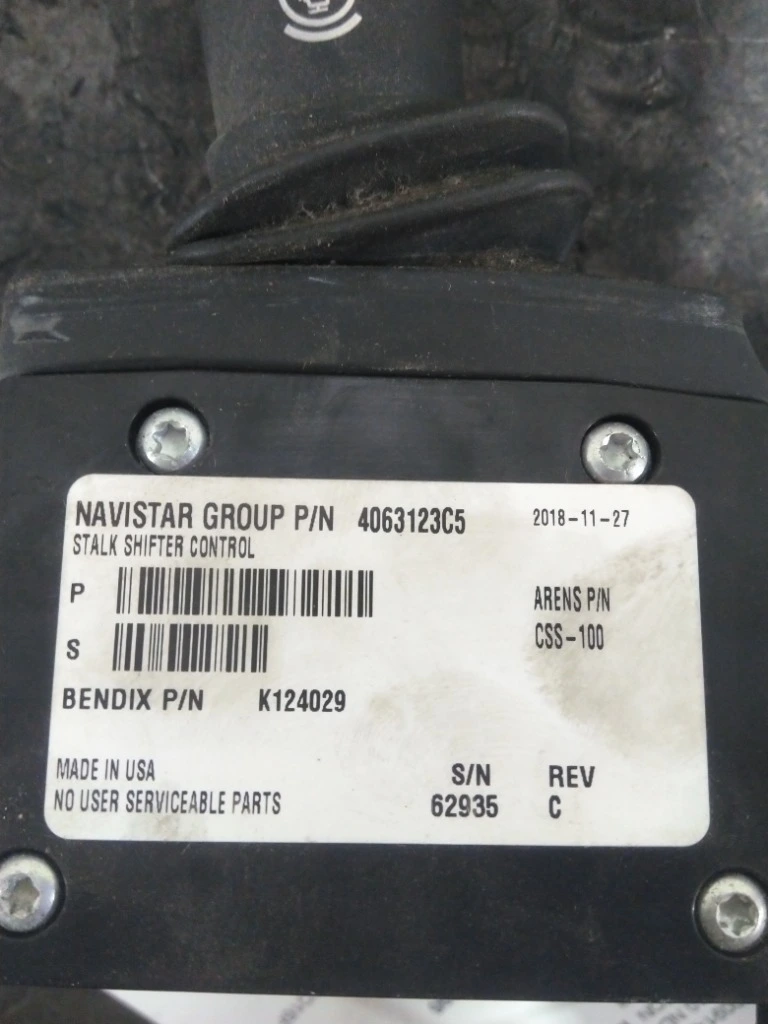 NAVISTAR GROUP P/N 4063123C5 2018-11-27
STALK SHIFTER CONTROL
P
ARENS P/N
CSS-100
S
BENDIX P/N K124029
MADE IN USA S/N REV
NO USER SERVICEABLE PARTS 62935 C